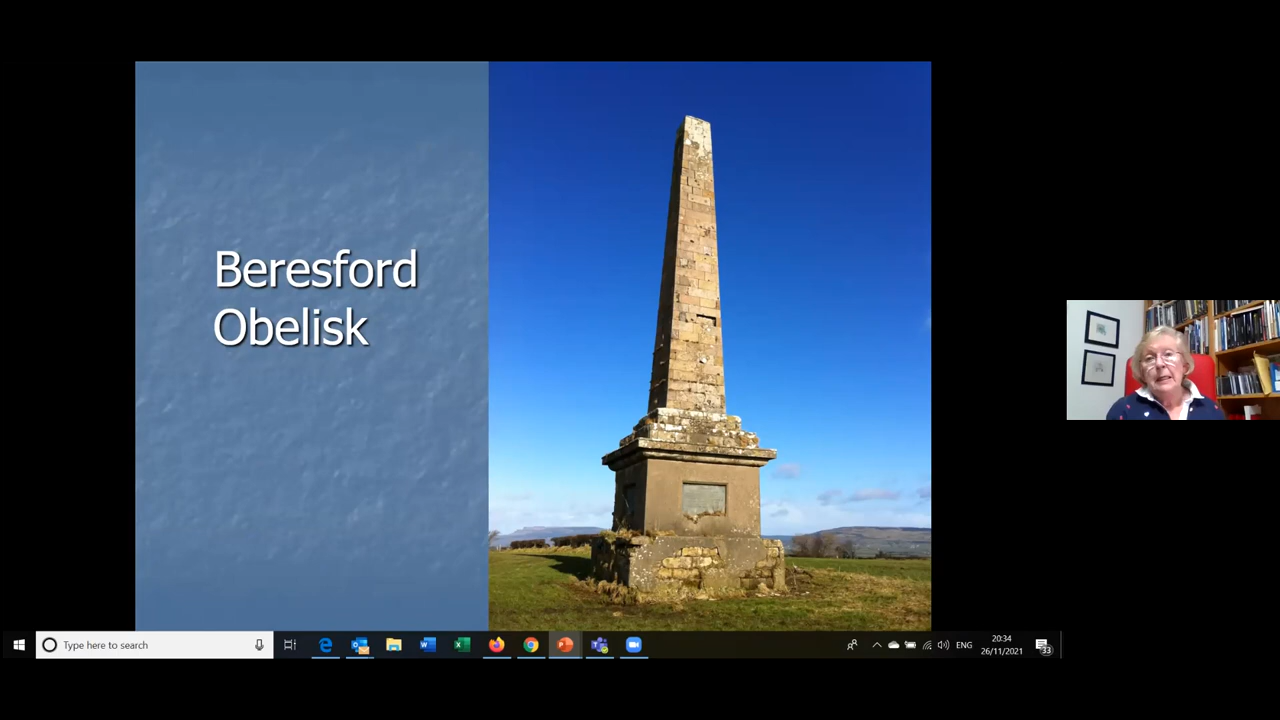 Beresford
Obelisk
Type here to search
ENG
20:34
26/11/2021
33